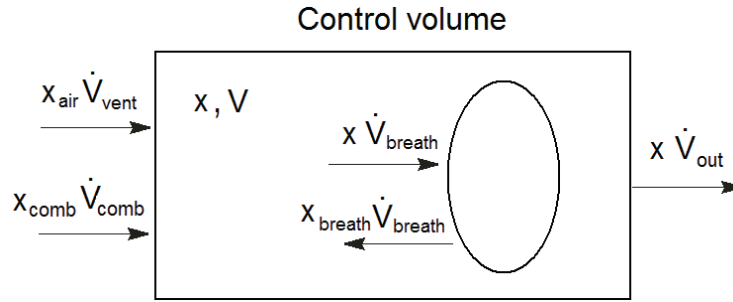 Control volume
x_air V̇_vent
x , V
x V̇_breath
x V̇_out
x_comb V̇_comb
x_breath V̇_breath